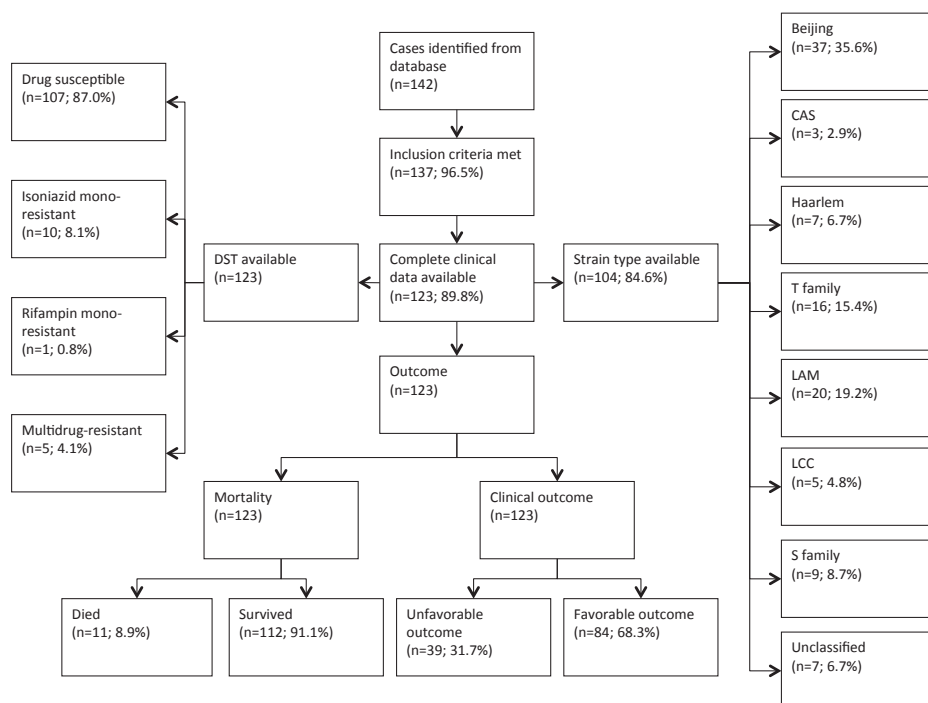 Cases identified from
database
(n=142)
Inclusion criteria met
(n=137; 96.5%)
Complete clinical
data available
(n=123; 89.8%)
DST available
(n=123)
Drug susceptible
(n=107; 87.0%)
Isoniazid mono-
resistant
(n=10; 8.1%)
Rifampin mono-
resistant
(n=1; 0.8%)
Multidrug-resistant
(n=5; 4.1%)
Strain type available
(n=104; 84.6%)
Beijing
(n=37; 35.6%)
CAS
(n=3; 2.9%)
Haarlem
(n=7; 6.7%)
T family
(n=16; 15.4%)
LAM
(n=20; 19.2%)
LCC
(n=5; 4.8%)
S family
(n=9; 8.7%)
Unclassified
(n=7; 6.7%)
Outcome
(n=123)
Mortality
(n=123)
Clinical outcome
(n=123)
Died
(n=11; 8.9%)
Survived
(n=112; 91.1%)
Unfavorable
outcome
(n=39; 31.7%)
Favorable outcome
(n=84; 68.3%)